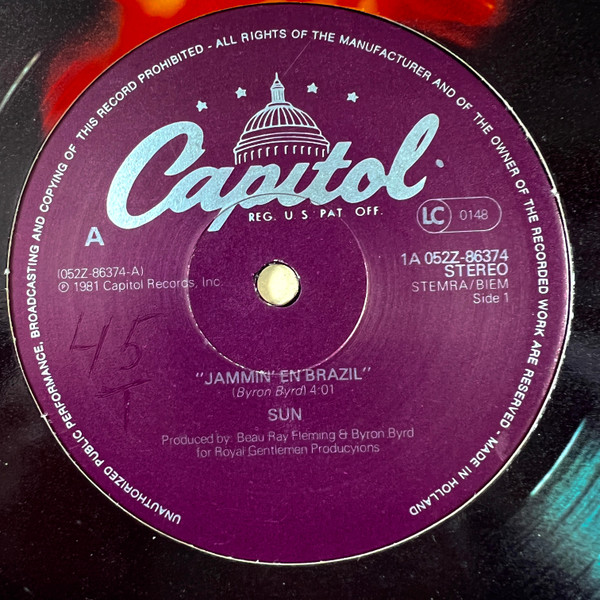 UNAUTHORIZED PUBLIC PERFORMANCE, BROADCASTING AND COPYING OF THIS RECORD PROHIBITED - ALL RIGHTS OF THE MANUFACTURER AND OF THE OWNER OF THE RECORDED WORK ARE RESERVED - MADE IN HOLLAND
Capitol
REG. U.S. PAT. OFF.
LC 0148
A
(052Z-86374-A)
℗ 1981 Capitol Records, Inc.
1A 052Z-86374
STEREO
STEMRA/BIEM
Side 1
45
"JAMMIN' EN BRAZIL"
(Byron Byrd) 4:01
SUN
Produced by: Beau Ray Fleming & Byron Byrd
for Royal Gentlemen Producyions